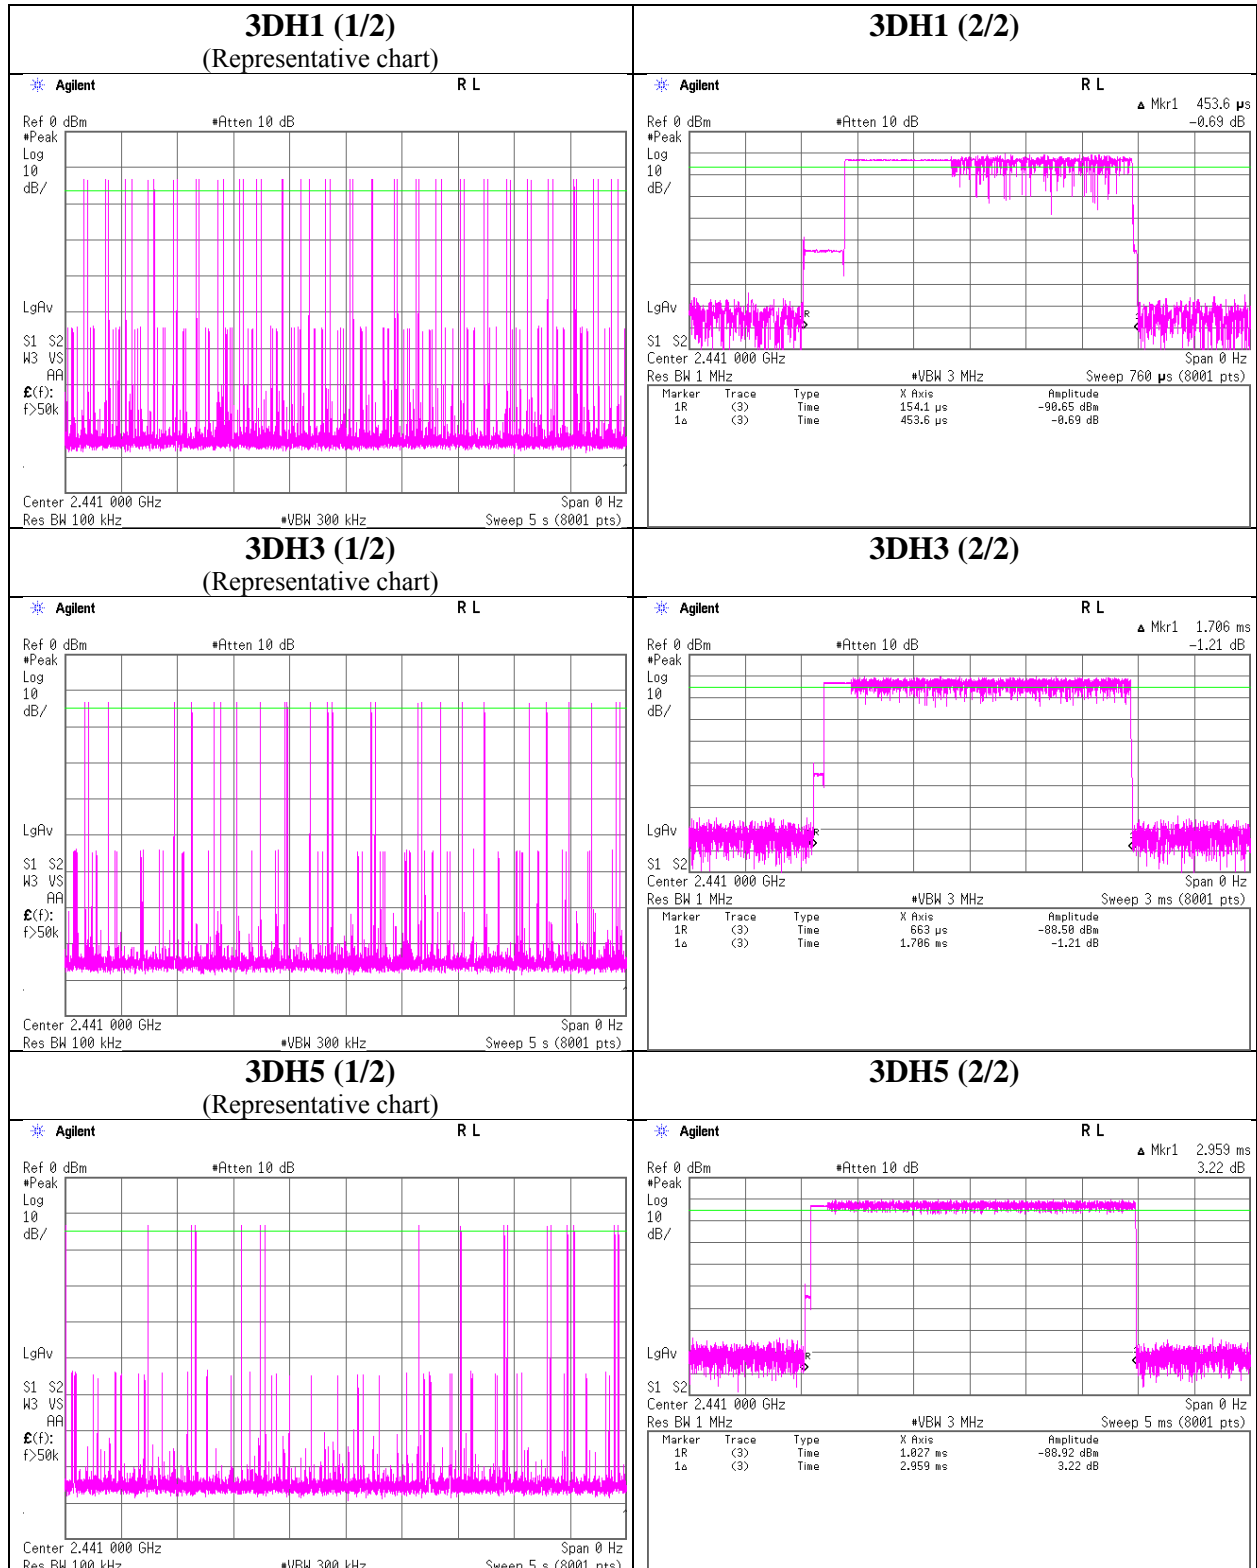 3DH1 (1/2)
(Representative chart)
Agilent R L
Ref 0 dBm #Atten 10 dB
#Peak
Log
10
dB/
LgAv
S1 S2
W3 VS
AA
£(f):
f>50k
Center 2.441 000 GHz Span 0 Hz
Res BW 100 kHz #VBW 300 kHz Sweep 5 s (8001 pts)
3DH1 (2/2)
Agilent R L
Δ Mkr1 453.6 µs
Ref 0 dBm #Atten 10 dB -0.69 dB
#Peak
Log
10
dB/
LgAv
R
1
S1 S2
Center 2.441 000 GHz Span 0 Hz
Res BW 1 MHz #VBW 3 MHz Sweep 760 µs (8001 pts)
Marker Trace Type X Axis Amplitude
1R (3) Time 154.1 µs -90.65 dBm
1Δ (3) Time 453.6 µs -0.69 dB
3DH3 (1/2)
(Representative chart)
Agilent R L
Ref 0 dBm #Atten 10 dB
#Peak
Log
10
dB/
LgAv
S1 S2
W3 VS
AA
£(f):
f>50k
Center 2.441 000 GHz Span 0 Hz
Res BW 100 kHz #VBW 300 kHz Sweep 5 s (8001 pts)
3DH3 (2/2)
Agilent R L
Δ Mkr1 1.706 ms
Ref 0 dBm #Atten 10 dB -1.21 dB
#Peak
Log
10
dB/
LgAv
R
S1 S2
Center 2.441 000 GHz Span 0 Hz
Res BW 1 MHz #VBW 3 MHz Sweep 3 ms (8001 pts)
Marker Trace Type X Axis Amplitude
1R (3) Time 663 µs -88.50 dBm
1Δ (3) Time 1.706 ms -1.21 dB
3DH5 (1/2)
(Representative chart)
Agilent R L
Ref 0 dBm #Atten 10 dB
#Peak
Log
10
dB/
LgAv
S1 S2
W3 VS
AA
£(f):
f>50k
Center 2.441 000 GHz Span 0 Hz
Res BW 100 kHz #VBW 300 kHz Sweep 5 s (8001 pts)
3DH5 (2/2)
Agilent R L
Δ Mkr1 2.959 ms
Ref 0 dBm #Atten 10 dB 3.22 dB
#Peak
Log
10
dB/
LgAv
R
S1 S2
Center 2.441 000 GHz Span 0 Hz
Res BW 1 MHz #VBW 3 MHz Sweep 5 ms (8001 pts)
Marker Trace Type X Axis Amplitude
1R (3) Time 1.027 ms -88.92 dBm
1Δ (3) Time 2.959 ms 3.22 dB